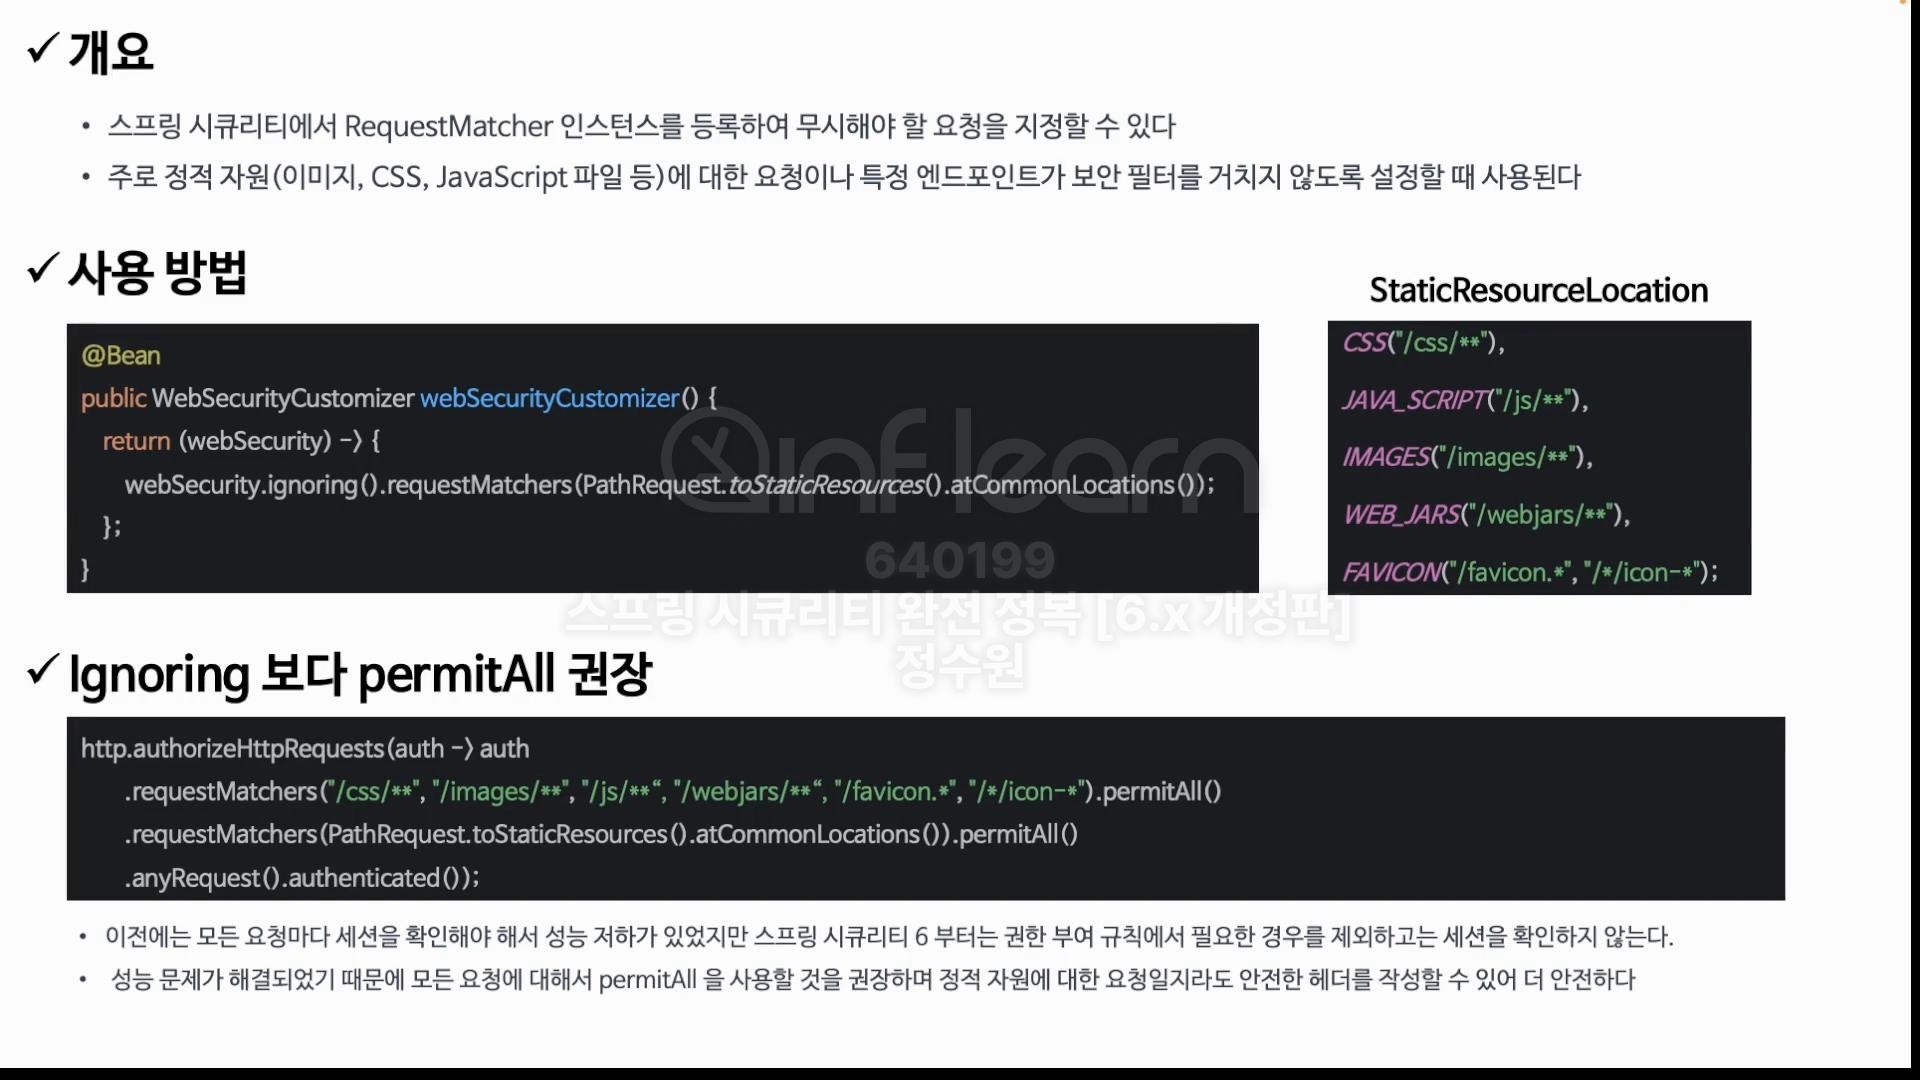 ✓ 개요
• 스프링 시큐리티에서 RequestMatcher 인스턴스를 등록하여 무시해야 할 요청을 지정할 수 있다
• 주로 정적 자원(이미지, CSS, JavaScript 파일 등)에 대한 요청이나 특정 엔드포인트가 보안 필터를 거치지 않도록 설정할 때 사용된다
✓ 사용 방법
@Bean
public WebSecurityCustomizer webSecurityCustomizer() {
return (webSecurity) -> {
webSecurity.ignoring().requestMatchers(PathRequest.toStaticResources().atCommonLocations());
};
}
StaticResourceLocation
CSS("/css/**"),
JAVA_SCRIPT("/js/**"),
IMAGES("/images/**"),
WEB_JARS("/webjars/**"),
FAVICON("/favicon.*", "/*/icon-*");
inflearn
640199
스프링 시큐리티 완전 정복 [6.x 개정판]
정수원
✓ Ignoring 보다 permitAll 권장
http.authorizeHttpRequests(auth -> auth
.requestMatchers("/css/**", "/images/**", "/js/**“, "/webjars/**“, "/favicon.*", "/*/icon-*").permitAll()
.requestMatchers(PathRequest.toStaticResources().atCommonLocations()).permitAll()
.anyRequest().authenticated());
• 이전에는 모든 요청마다 세션을 확인해야 해서 성능 저하가 있었지만 스프링 시큐리티 6 부터는 권한 부여 규칙에서 필요한 경우를 제외하고는 세션을 확인하지 않는다.
• 성능 문제가 해결되었기 때문에 모든 요청에 대해서 permitAll 을 사용할 것을 권장하며 정적 자원에 대한 요청일지라도 안전한 헤더를 작성할 수 있어 더 안전하다